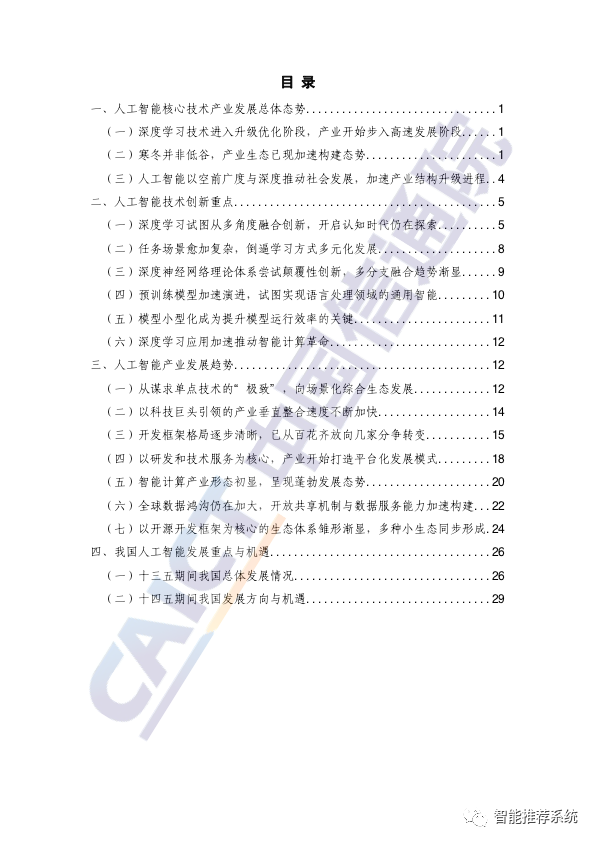 目 录
一、人工智能核心技术产业发展总体态势................................1
（一）深度学习技术进入升级优化阶段，产业开始步入高速发展阶段......1
（二）寒冬并非低谷，产业生态已现加速构建态势......................1
（三）人工智能以空前广度与深度推动社会发展，加速产业结构升级进程..4
二、人工智能技术创新重点............................................5
（一）深度学习试图从多角度融合创新，开启认知时代仍在探索..........5
（二）任务场景愈加复杂，倒逼学习方式多元化发展....................8
（三）深度神经网络理论体系尝试颠覆性创新，多分支融合趋势渐显......9
（四）预训练模型加速演进，试图实现语言处理领域的通用智能.........10
（五）模型小型化成为提升模型运行效率的关键.......................11
（六）深度学习应用加速推动智能计算革命...........................12
三、人工智能产业发展趋势...........................................12
（一）从谋求单点技术的“极致”，向场景化综合生态发展.............12
（二）以科技巨头引领的产业垂直整合速度不断加快...................14
（三）开发框架格局逐步清晰，已从百花齐放向几家分争转变...........15
（四）以研发和技术服务为核心，产业开始打造平台化发展模式.........18
（五）智能计算产业形态初显，呈现蓬勃发展态势.....................20
（六）全球数据鸿沟仍在加大，开放共享机制与数据服务能力加速构建...22
（七）以开源开发框架为核心的生态体系雏形渐显，多种小生态同步形成.24
四、我国人工智能发展重点与机遇.....................................26
（一）十三五期间我国总体发展情况.................................26
（二）十四五期间我国发展方向与机遇...............................29
CAICT 中国信通院
智能推荐系统